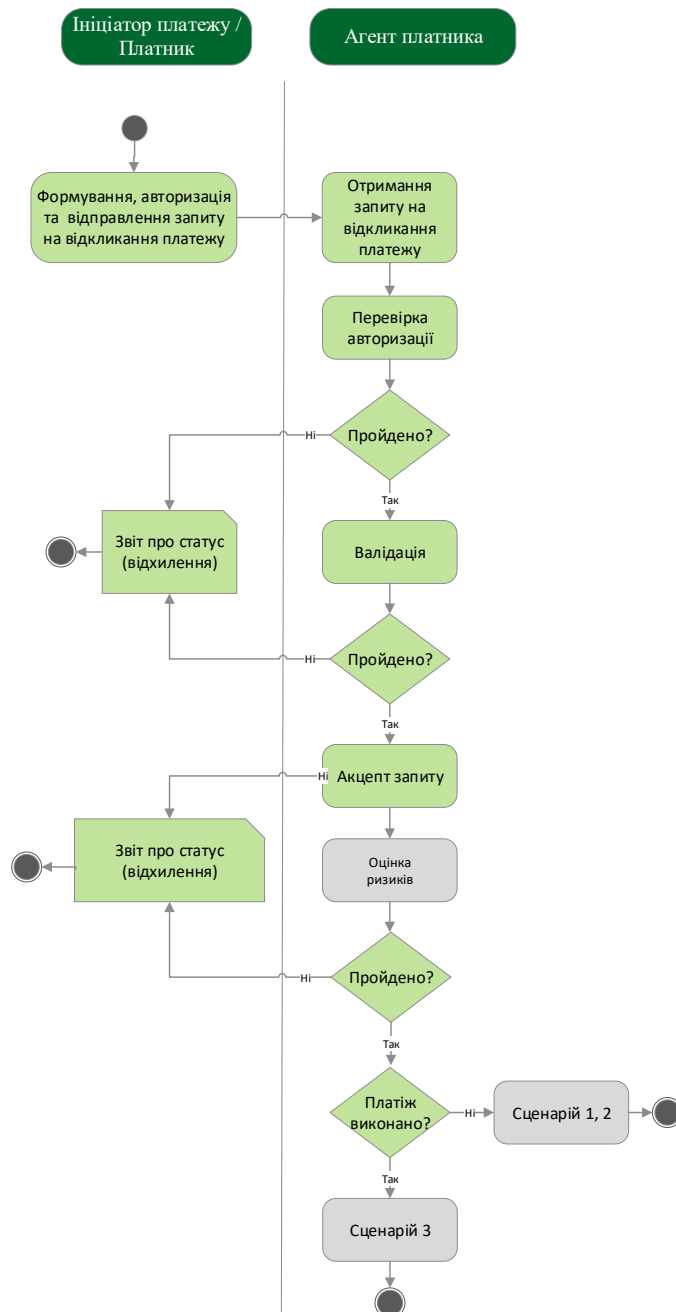 Ініціатор платежу /
Платник
Агент платника
Формування, авторизація
та відправлення запиту
на відкликання платежу
Отримання
запиту на
відкликання
платежу
Перевірка
авторизації
Пройдено?
Ні
Так
Звіт про статус
(відхилення)
Валідація
Пройдено?
Ні
Так
Акцепт запиту
Ні
Звіт про статус
(відхилення)
Оцінка
ризиків
Пройдено?
Ні
Так
Платіж
виконано?
Ні
Сценарій 1, 2
Так
Сценарій 3